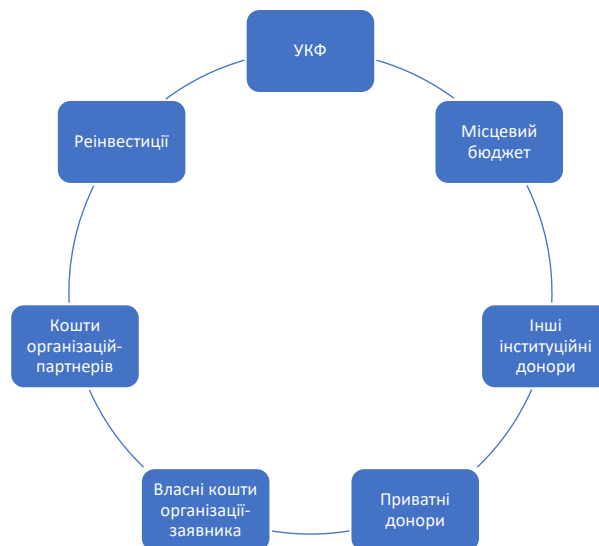 УКФ
Місцевий
бюджет
Інші
інституційні
донори
Приватні
донори
Власні кошти
організації-
заявника
Кошти
організацій-
партнерів
Реінвестиції